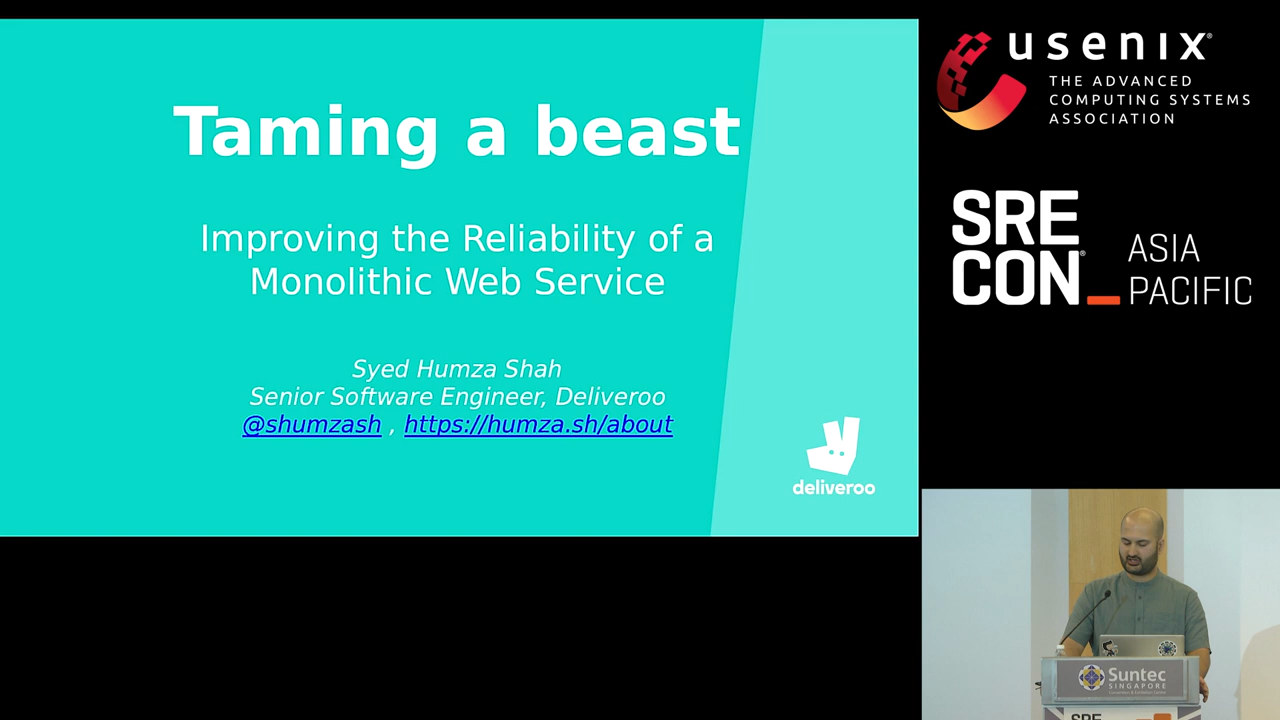 Taming a beast
Improving the Reliability of a
Monolithic Web Service
Syed Humza Shah
Senior Software Engineer, Deliveroo
@shumzash , https://humza.sh/about
deliveroo
usenix®
THE ADVANCED
COMPUTING SYSTEMS
ASSOCIATION
SRE
CON®
ASIA
PACIFIC
Suntec
SINGAPORE
SRE